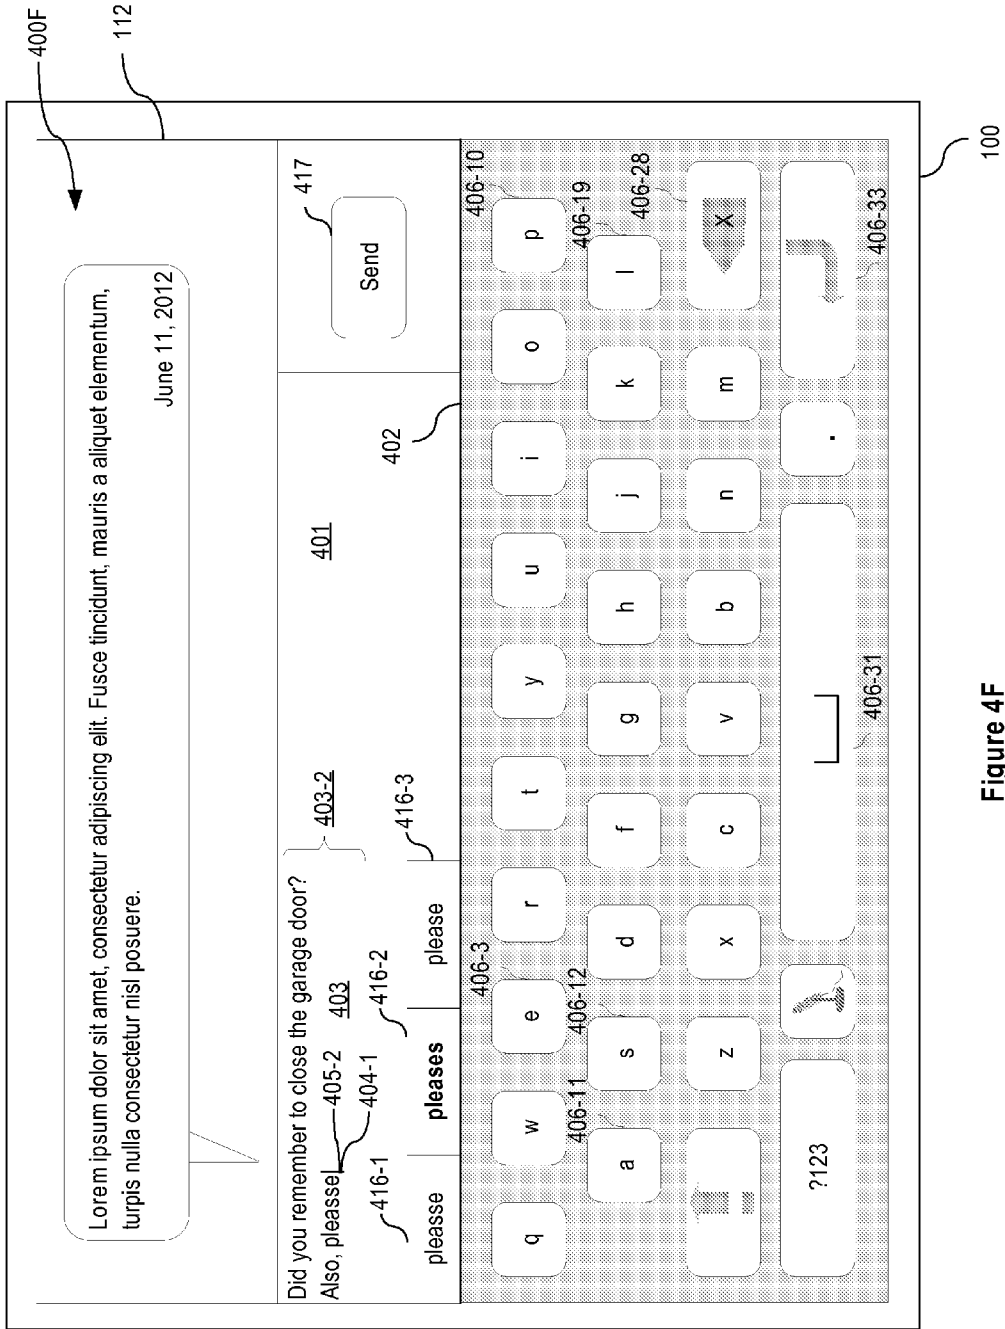 400F
112
Lorem ipsum dolor sit amet, consectetur adipiscing elit. Fusce tincidunt, mauris a aliquet elementum,
turpis nulla consectetur nisl posuere.
June 11, 2012
417
Send
Did you remember to close the garage door?
403-2
401
Also, pleasse
405-2
403
404-1
402
416-1
416-2
416-3
pleasse
pleases
please
406-3
406-10
q w e r t y u i o p
406-11
406-12
406-19
a s d f g h j k l
406-28
z x c v b n m X
?123
.
406-31
406-33
100
Figure 4F